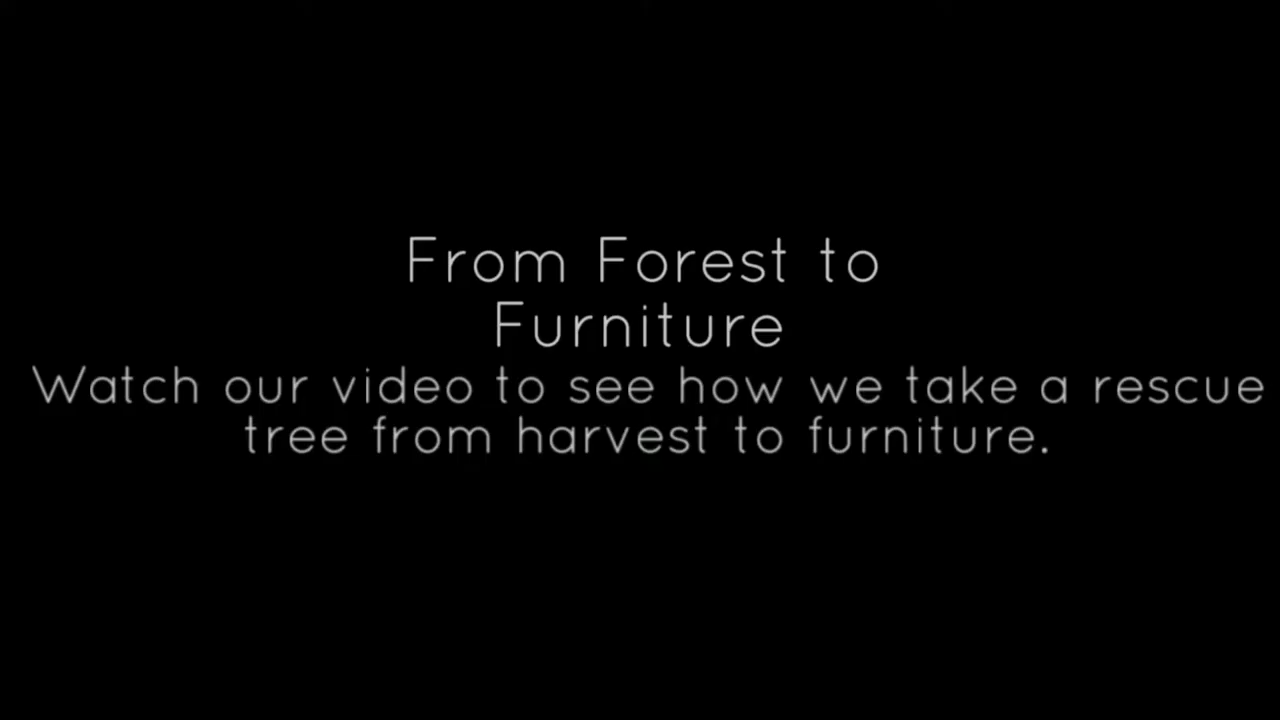 From Forest to
Furniture
Watch our video to see how we take a rescue
tree from harvest to furniture.